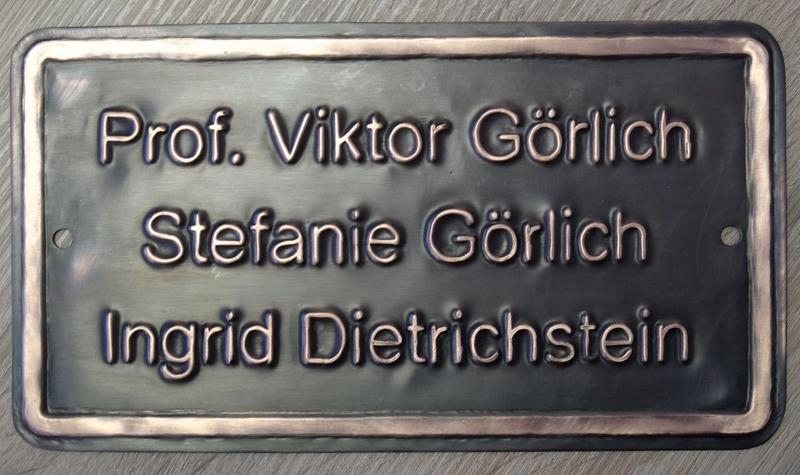 Prof. Viktor Görlich
Stefanie Görlich
Ingrid Dietrichstein